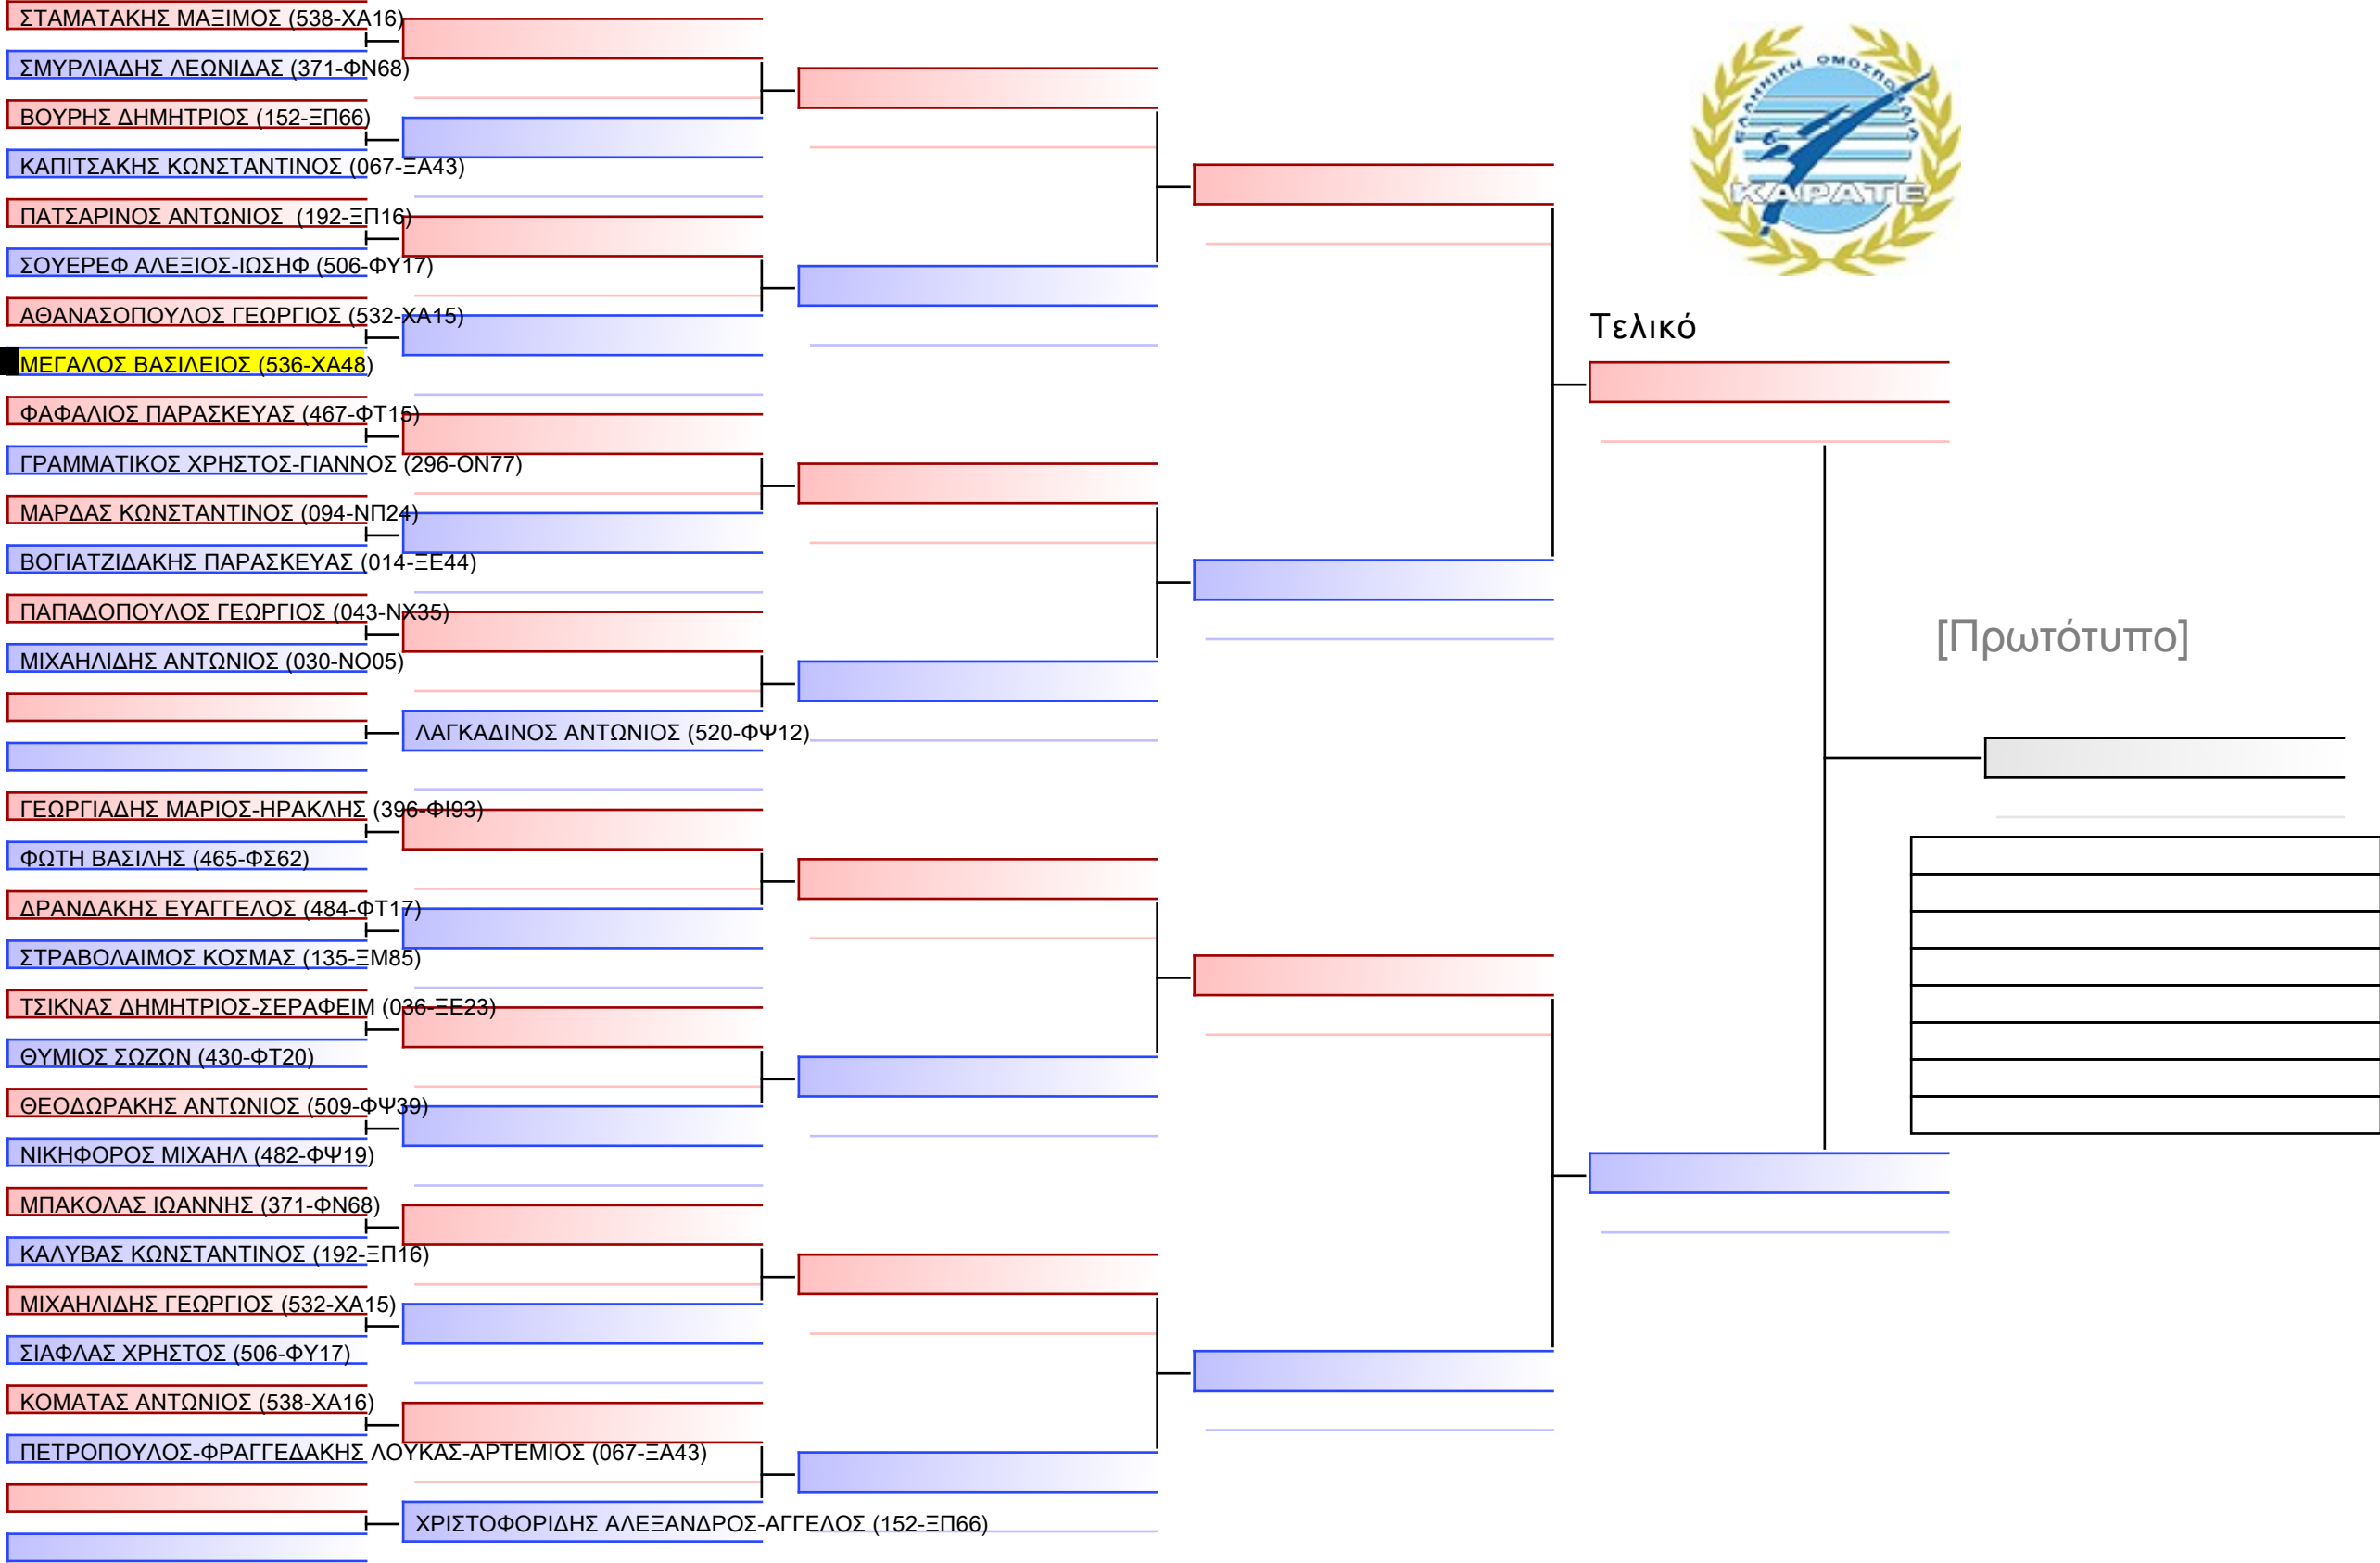 ΣΤΑΜΑΤΑΚΗΣ ΜΑΞΙΜΟΣ (538-ΧΑ16)
ΣΜΥΡΛΙΑΔΗΣ ΛΕΩΝΙΔΑΣ (371-ΦΝ68)
ΒΟΥΡΗΣ ΔΗΜΗΤΡΙΟΣ (152-ΞΠ66)
ΚΑΠΙΤΣΑΚΗΣ ΚΩΝΣΤΑΝΤΙΝΟΣ (067-ΞΑ43)
ΠΑΤΣΑΡΙΝΟΣ ΑΝΤΩΝΙΟΣ (192-ΞΠ16)
ΣΟΥΕΡΕΦ ΑΛΕΞΙΟΣ-ΙΩΣΗΦ (506-ΦΥ17)
ΑΘΑΝΑΣΟΠΟΥΛΟΣ ΓΕΩΡΓΙΟΣ (532-ΧΑ15)
ΜΕΓΑΛΟΣ ΒΑΣΙΛΕΙΟΣ (536-ΧΑ48)
ΦΑΦΑΛΙΟΣ ΠΑΡΑΣΚΕΥΑΣ (467-ΦΤ15)
ΓΡΑΜΜΑΤΙΚΟΣ ΧΡΗΣΤΟΣ-ΓΙΑΝΝΟΣ (296-ΟΝ77)
ΜΑΡΔΑΣ ΚΩΝΣΤΑΝΤΙΝΟΣ (094-ΝΠ24)
ΒΟΓΙΑΤΖΙΔΑΚΗΣ ΠΑΡΑΣΚΕΥΑΣ (014-ΞΕ44)
ΠΑΠΑΔΟΠΟΥΛΟΣ ΓΕΩΡΓΙΟΣ (043-ΝΧ35)
ΜΙΧΑΗΛΙΔΗΣ ΑΝΤΩΝΙΟΣ (030-ΝΟ05)
ΛΑΓΚΑΔΙΝΟΣ ΑΝΤΩΝΙΟΣ (520-ΦΨ12)
ΓΕΩΡΓΙΑΔΗΣ ΜΑΡΙΟΣ-ΗΡΑΚΛΗΣ (396-ΦΙ93)
ΦΩΤΗ ΒΑΣΙΛΗΣ (465-ΦΣ62)
ΔΡΑΝΔΑΚΗΣ ΕΥΑΓΓΕΛΟΣ (484-ΦΤ17)
ΣΤΡΑΒΟΛΑΙΜΟΣ ΚΟΣΜΑΣ (135-ΞΜ85)
ΤΣΙΚΝΑΣ ΔΗΜΗΤΡΙΟΣ-ΣΕΡΑΦΕΙΜ (036-ΞΕ23)
ΘΥΜΙΟΣ ΣΩΖΩΝ (430-ΦΤ20)
ΘΕΟΔΩΡΑΚΗΣ ΑΝΤΩΝΙΟΣ (509-ΦΨ39)
ΝΙΚΗΦΟΡΟΣ ΜΙΧΑΗΛ (482-ΦΨ19)
ΜΠΑΚΟΛΑΣ ΙΩΑΝΝΗΣ (371-ΦΝ68)
ΚΑΛΥΒΑΣ ΚΩΝΣΤΑΝΤΙΝΟΣ (192-ΞΠ16)
ΜΙΧΑΗΛΙΔΗΣ ΓΕΩΡΓΙΟΣ (532-ΧΑ15)
ΣΙΑΦΛΑΣ ΧΡΗΣΤΟΣ (506-ΦΥ17)
ΚΟΜΑΤΑΣ ΑΝΤΩΝΙΟΣ (538-ΧΑ16)
ΠΕΤΡΟΠΟΥΛΟΣ-ΦΡΑΓΓΕΔΑΚΗΣ ΛΟΥΚΑΣ-ΑΡΤΕΜΙΟΣ (067-ΞΑ43)
ΧΡΙΣΤΟΦΟΡΙΔΗΣ ΑΛΕΞΑΝΔΡΟΣ-ΑΓΓΕΛΟΣ (152-ΞΠ66)
ΕΛΛΗΝΙΚΗ ΟΜΟΣΠΟΝΔΙΑ
ΚΑΡΑΤΕ
Τελικό
[Πρωτότυπο]